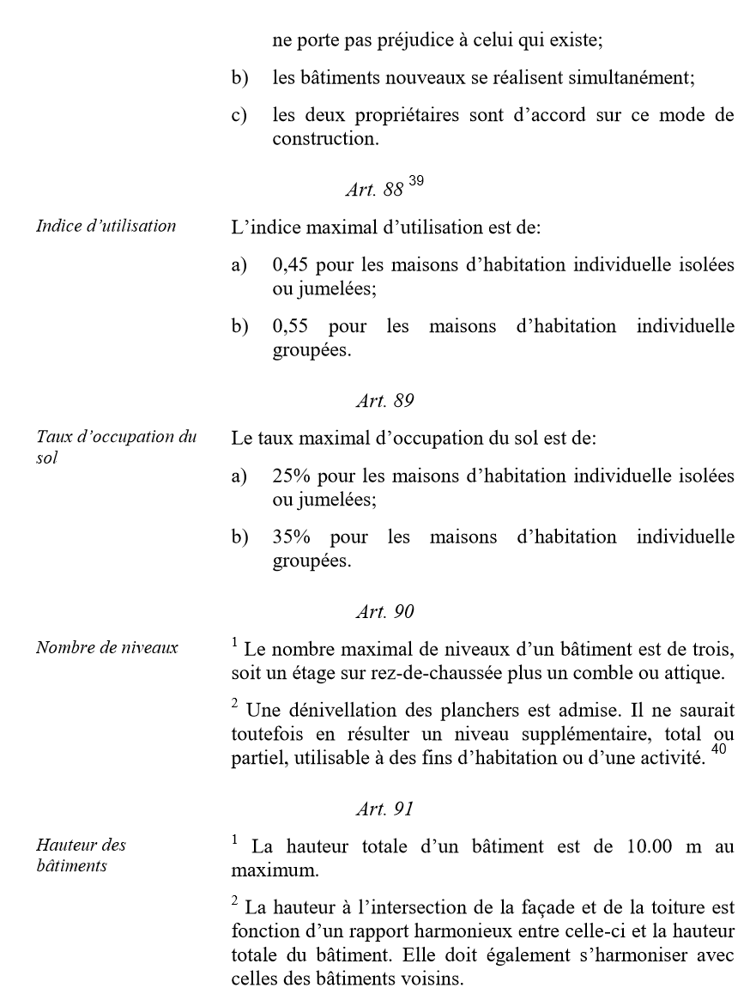 ne porte pas préjudice à celui qui existe;
b) les bâtiments nouveaux se réalisent simultanément;
c) les deux propriétaires sont d’accord sur ce mode de
construction.
Art. 88 39
Indice d’utilisation
L’indice maximal d’utilisation est de:
a) 0,45 pour les maisons d’habitation individuelle isolées
ou jumelées;
b) 0,55 pour les maisons d’habitation individuelle
groupées.
Art. 89
Taux d’occupation du
sol
Le taux maximal d’occupation du sol est de:
a) 25% pour les maisons d’habitation individuelle isolées
ou jumelées;
b) 35% pour les maisons d’habitation individuelle
groupées.
Art. 90
Nombre de niveaux
1 Le nombre maximal de niveaux d’un bâtiment est de trois,
soit un étage sur rez-de-chaussée plus un comble ou attique.
2 Une dénivellation des planchers est admise. Il ne saurait
toutefois en résulter un niveau supplémentaire, total ou
partiel, utilisable à des fins d’habitation ou d’une activité. 40
Art. 91
Hauteur des
bâtiments
1 La hauteur totale d’un bâtiment est de 10.00 m au
maximum.
2 La hauteur à l’intersection de la façade et de la toiture est
fonction d’un rapport harmonieux entre celle-ci et la hauteur
totale du bâtiment. Elle doit également s’harmoniser avec
celles des bâtiments voisins.